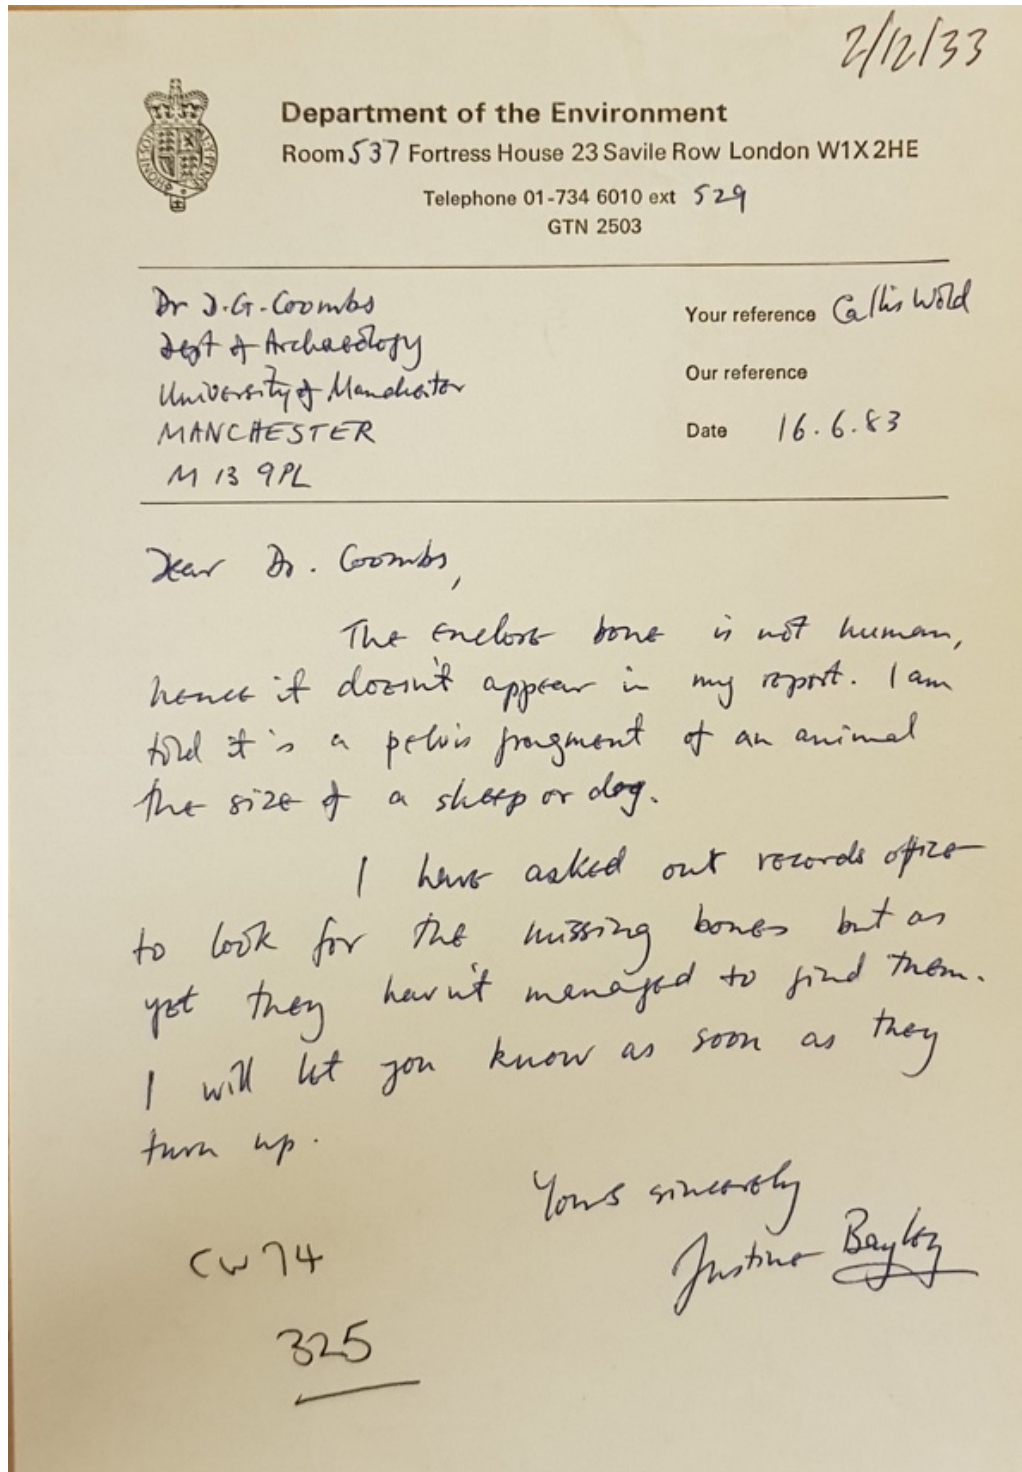 2/12/33
Department of the Environment
Room 537 Fortress House 23 Savile Row London W1X 2HE
Telephone 01-734 6010 ext 529
GTN 2503
Dr D.G. Coombs
Dept of Archaeology
University of Manchester
MANCHESTER
M13 9PL
Your reference Callis Wold
Our reference
Date 16.6.83
Dear Dr. Coombs,
The enclose bone is not human,
hence it doesn't appear in my report. I am
told it is a pelvis fragment of an animal
the size of a sheep or dog.
I have asked out records office
to look for the missing bones but as
yet they havn't managed to find them.
I will let you know as soon as they
turn up.
Yours sincerely
Justine Bayley
CW 74
325